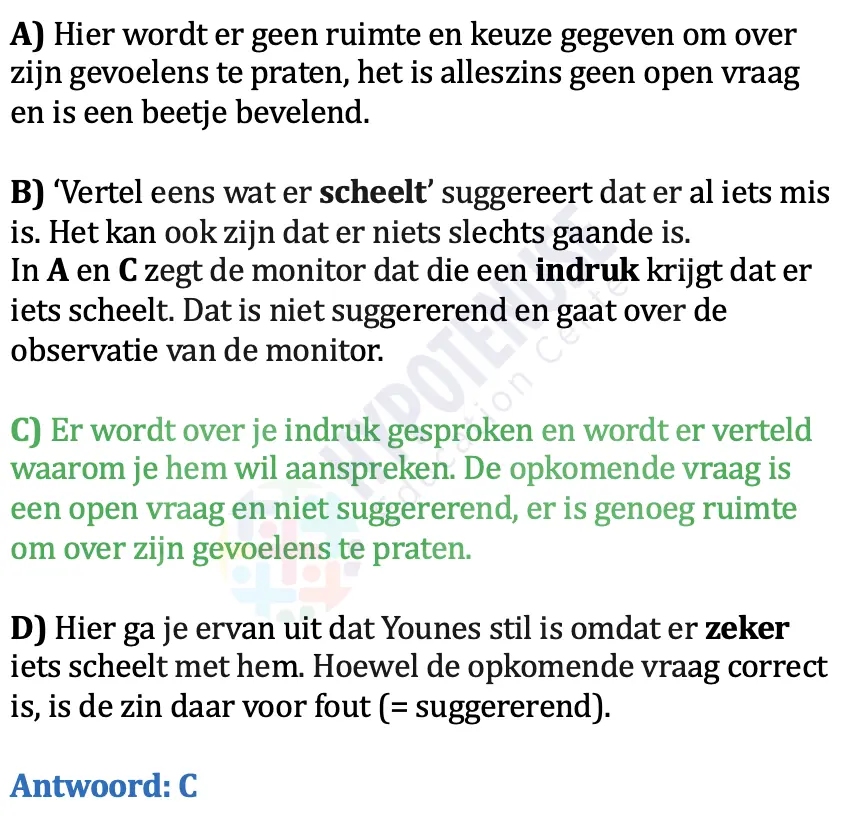 A) Hier wordt er geen ruimte en keuze gegeven om over
zijn gevoelens te praten, het is alleszins geen open vraag
en is een beetje bevelend.
B) ‘Vertel eens wat er scheelt’ suggereert dat er al iets mis
is. Het kan ook zijn dat er niets slechts gaande is.
In A en C zegt de monitor dat die een indruk krijgt dat er
iets scheelt. Dat is niet suggererend en gaat over de
observatie van de monitor.
C) Er wordt over je indruk gesproken en wordt er verteld
waarom je hem wil aanspreken. De opkomende vraag is
een open vraag en niet suggererend, er is genoeg ruimte
om over zijn gevoelens te praten.
D) Hier ga je ervan uit dat Younes stil is omdat er zeker
iets scheelt met hem. Hoewel de opkomende vraag correct
is, is de zin daar voor fout (= suggererend).
Antwoord: C
HYPOTENUSE
Education Center